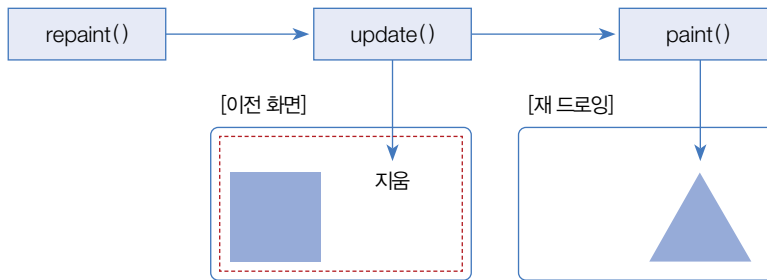 repaint() update() paint()
[이전 화면] [재 드로잉]
지움